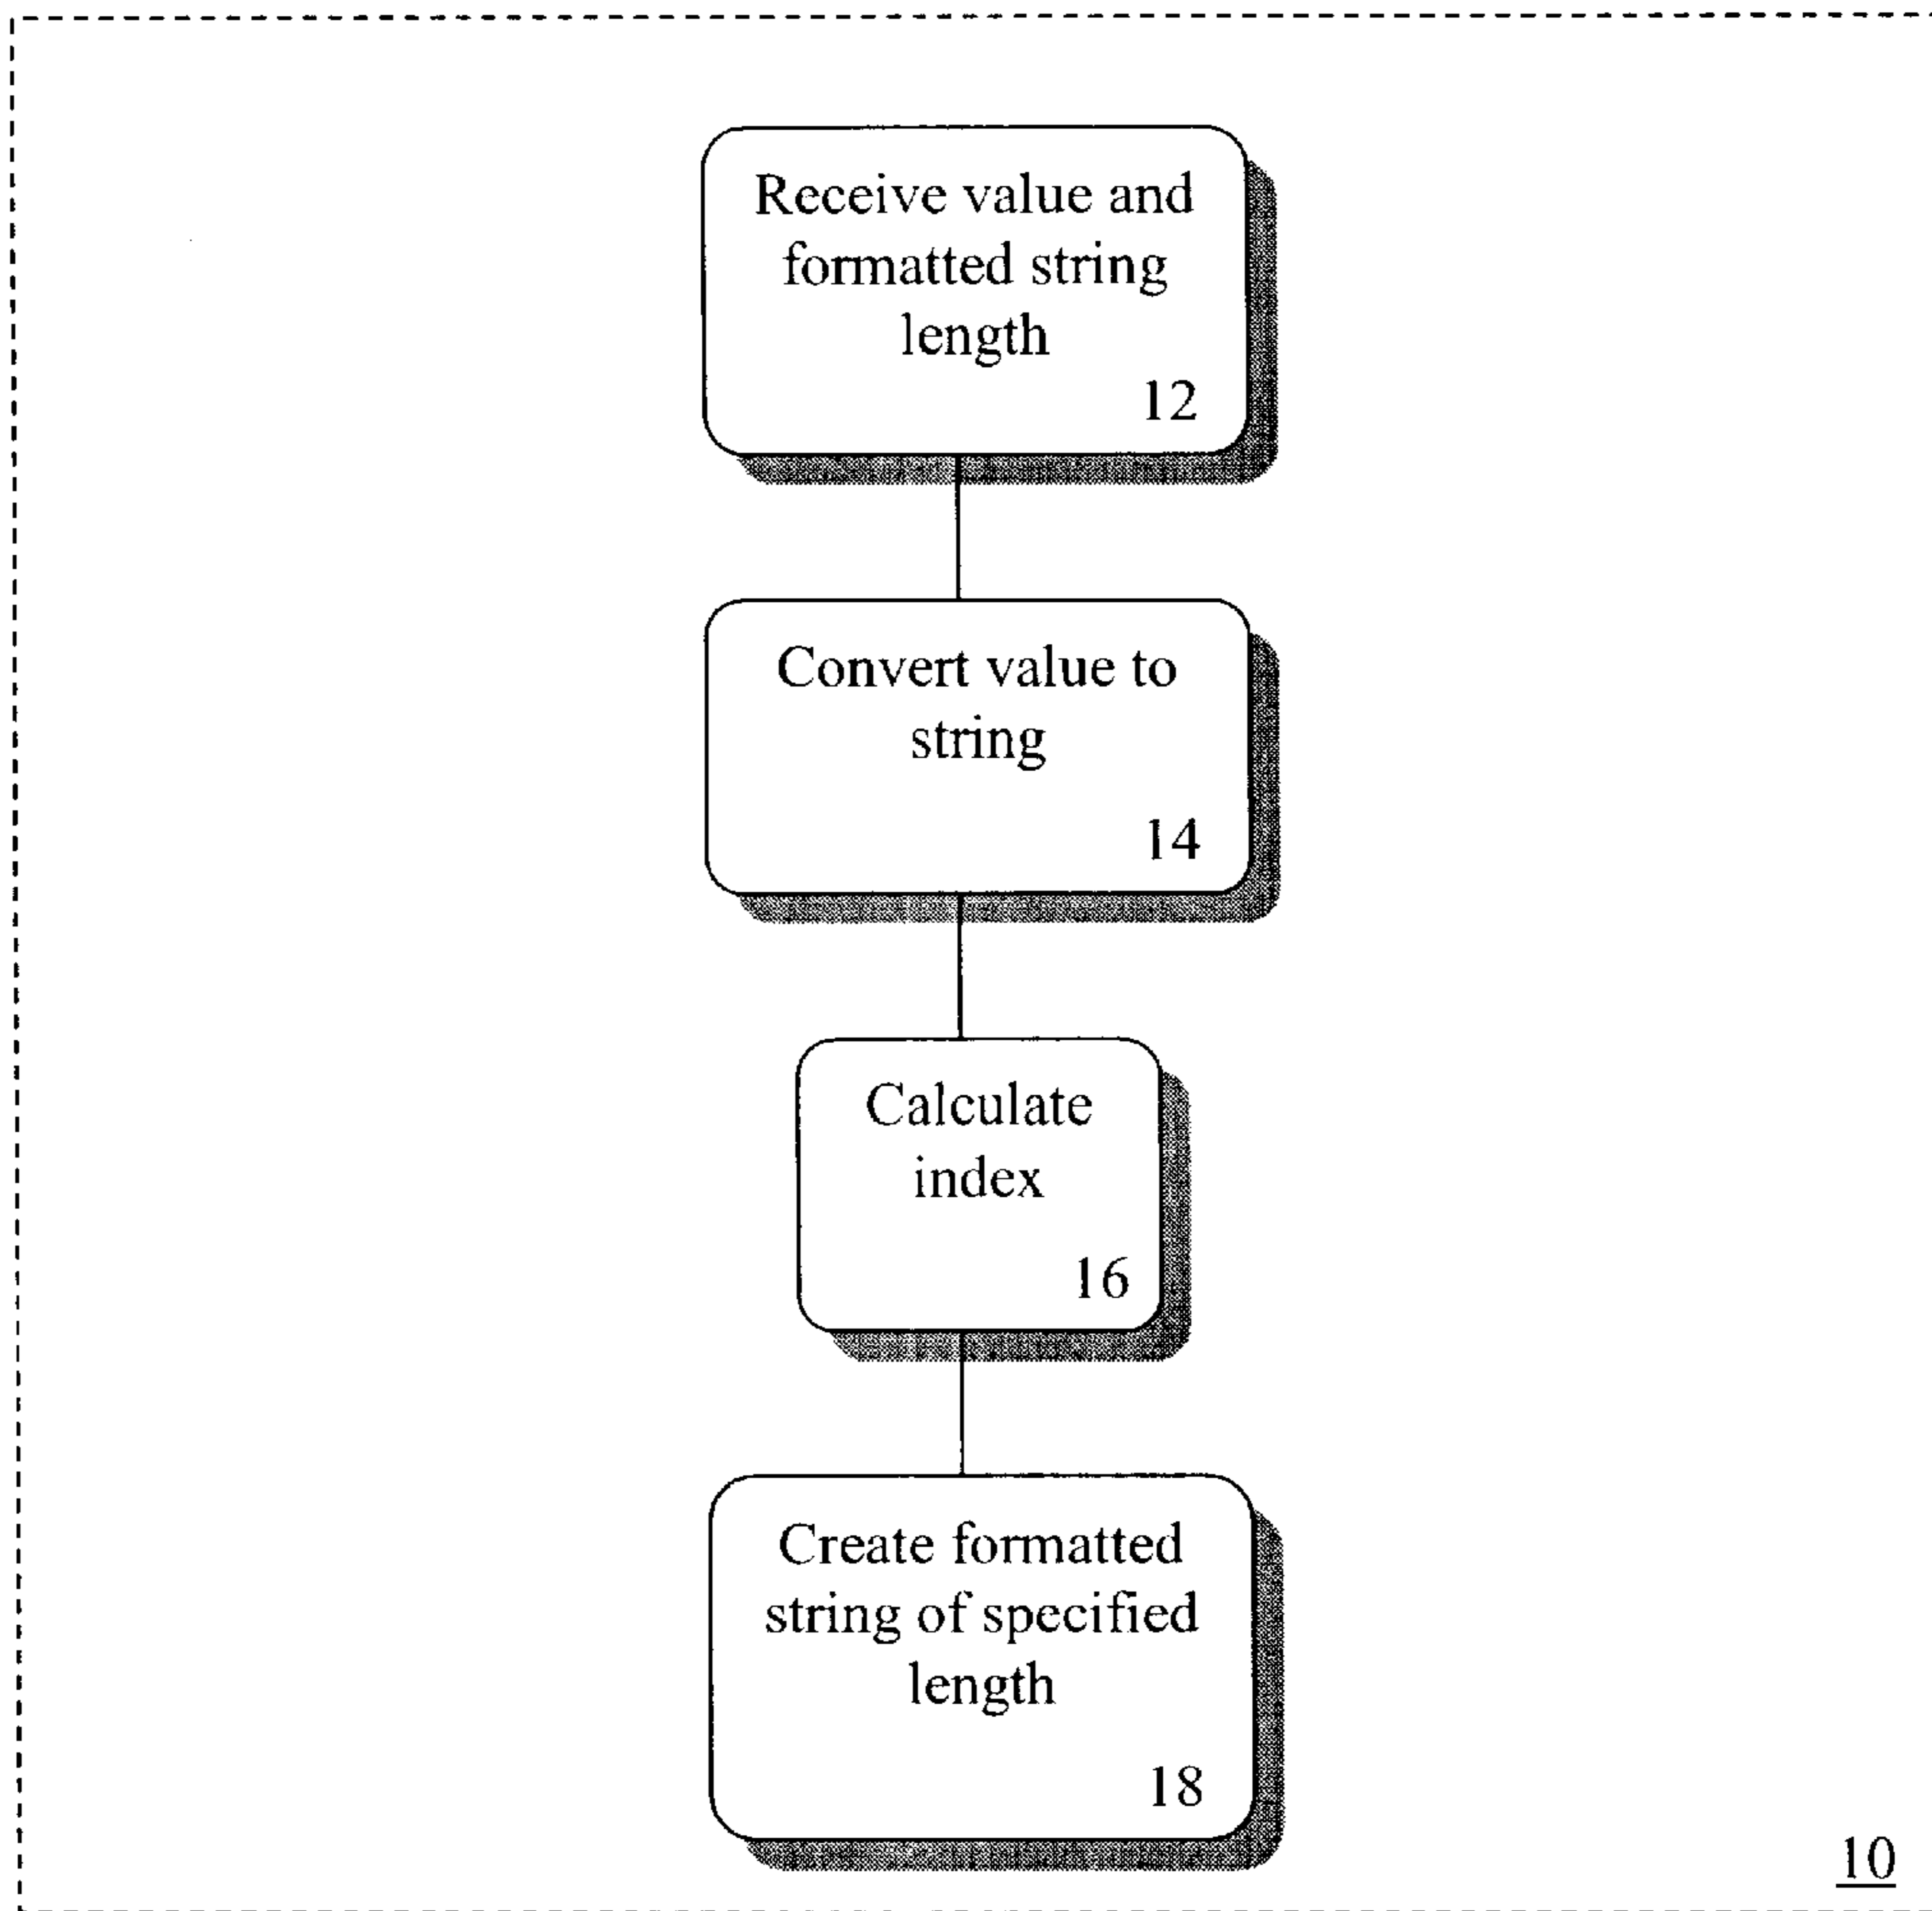 Receive value and
formatted string
length
12
Convert value to
string
14
Calculate
index
16
Create formatted
string of specified
length
18
10